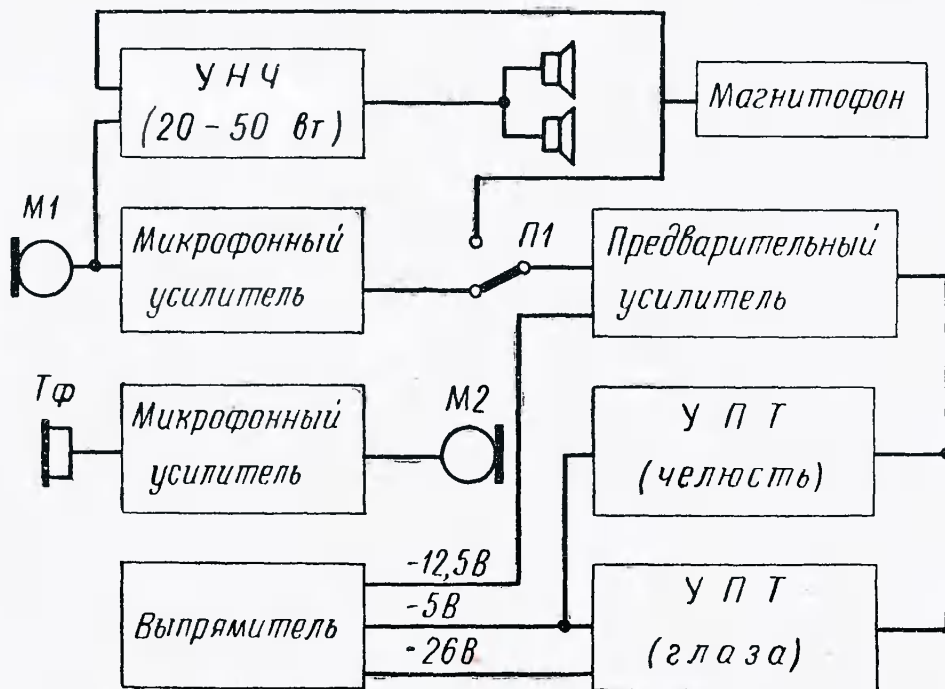 УНЧ
(20-50 вт)
Магнитофон
М1
Микрофонный
усилитель
П1
Предварительный
усилитель
Тф
Микрофонный
усилитель
М2
УПТ
(челюсть)
Выпрямитель
-12,5В
-5В
-26В
УПТ
(глаза)